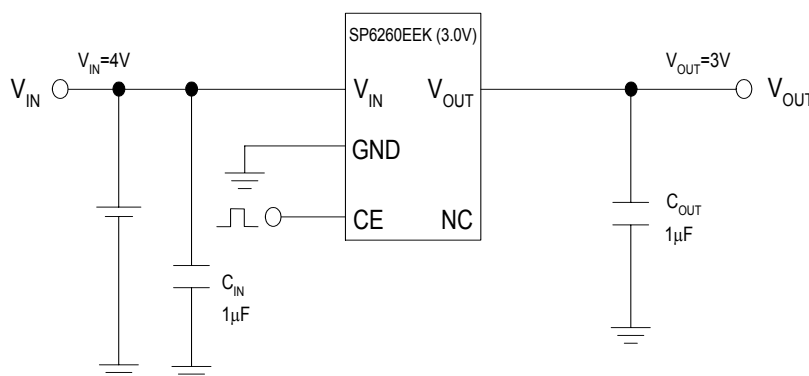 SP6260EEK (3.0V)
V_IN=4V
V_OUT=3V
V_IN
V_IN
V_OUT
V_OUT
GND
CE
NC
C_OUT
1µF
C_IN
1µF